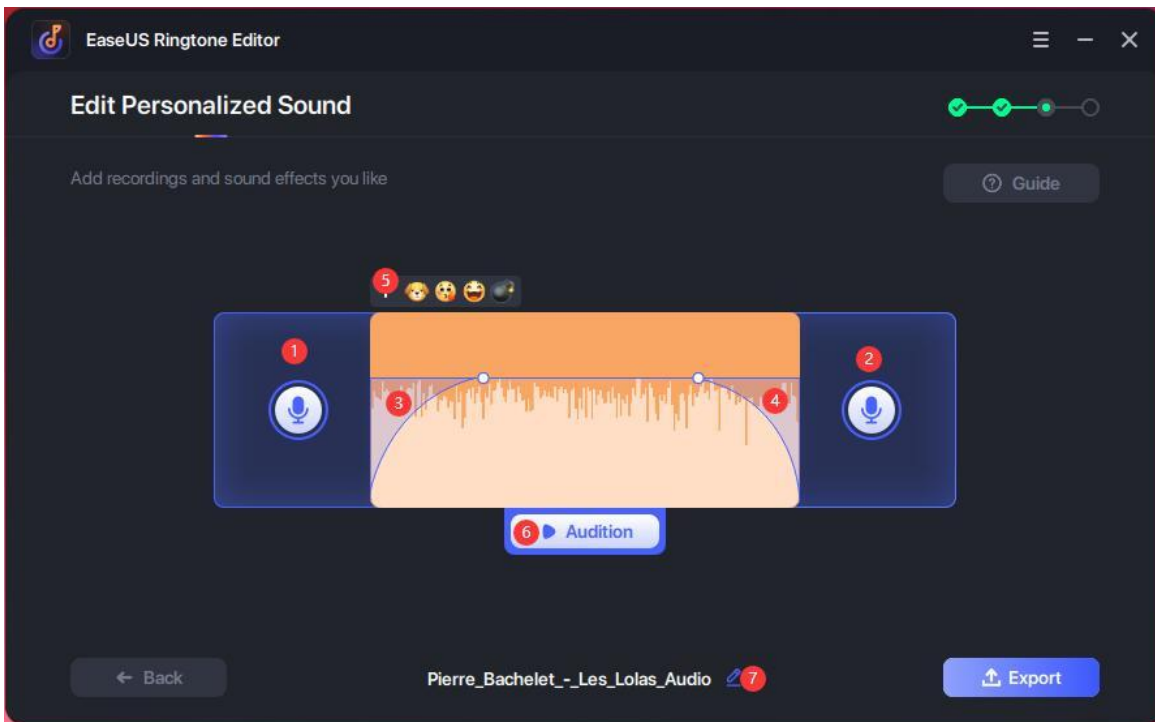 EaseUS Ringtone Editor
Edit Personalized Sound
Add recordings and sound effects you like
Guide
5
1
2
3
4
6 Audition
Back
Pierre_Bachelet_-_Les_Lolas_Audio 7
Export